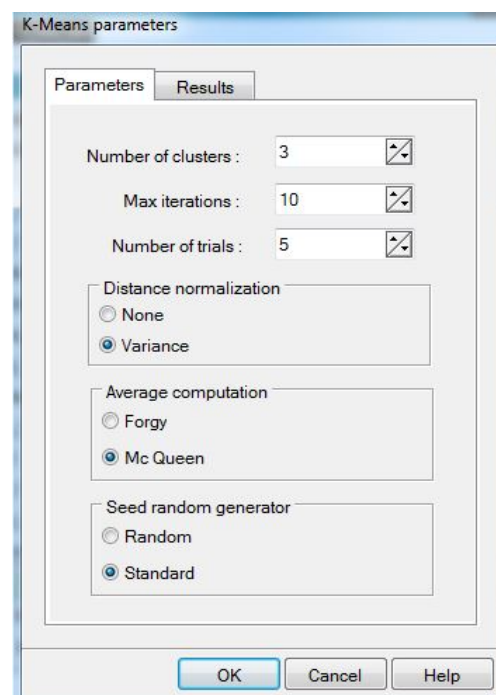 K-Means parameters
Parameters Results
Number of clusters : 3
Max iterations : 10
Number of trials : 5
Distance normalization
None
Variance
Average computation
Forgy
Mc Queen
Seed random generator
Random
Standard
OK Cancel Help